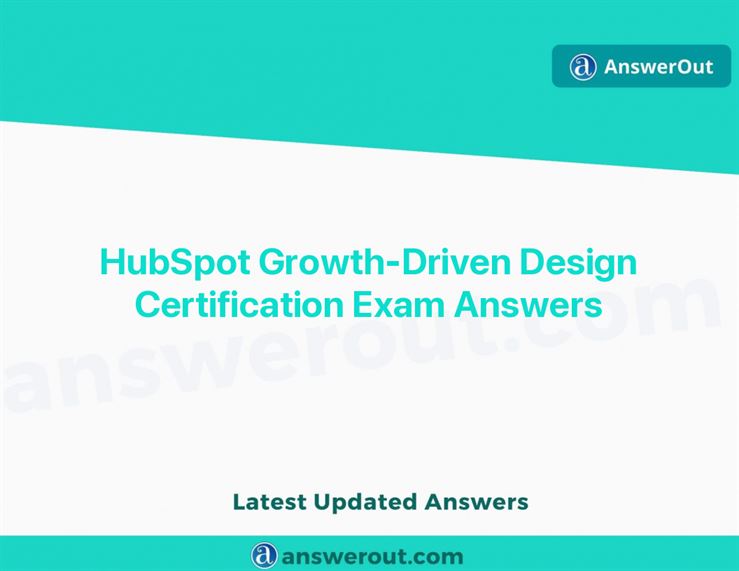 a AnswerOut
HubSpot Growth-Driven Design
Certification Exam Answers
answerout.com
Latest Updated Answers
a answerout.com